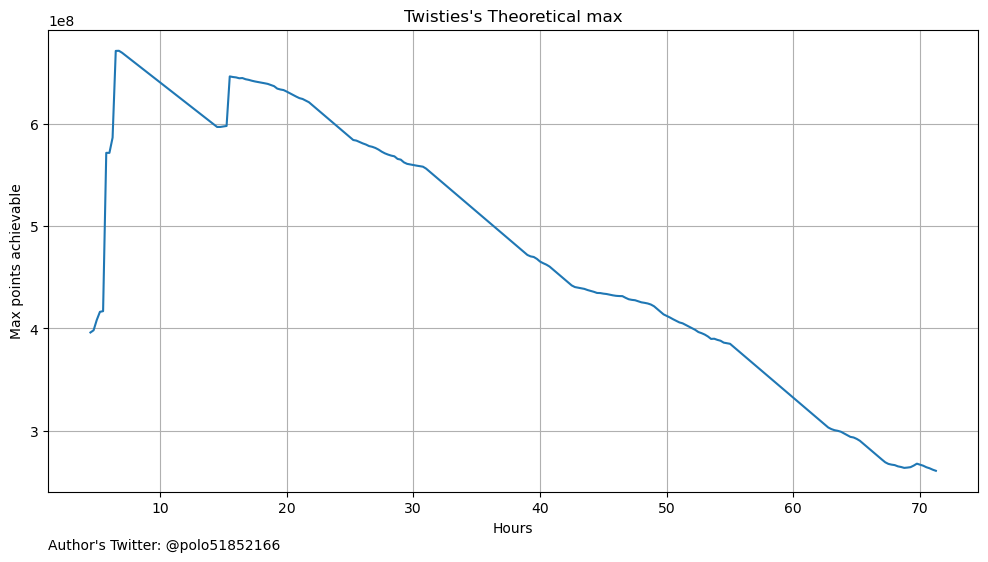 Twisties's Theoretical max
1e8
6
5
4
3
Max points achievable
10 20 30 40 50 60 70
Hours
Author's Twitter: @polo51852166